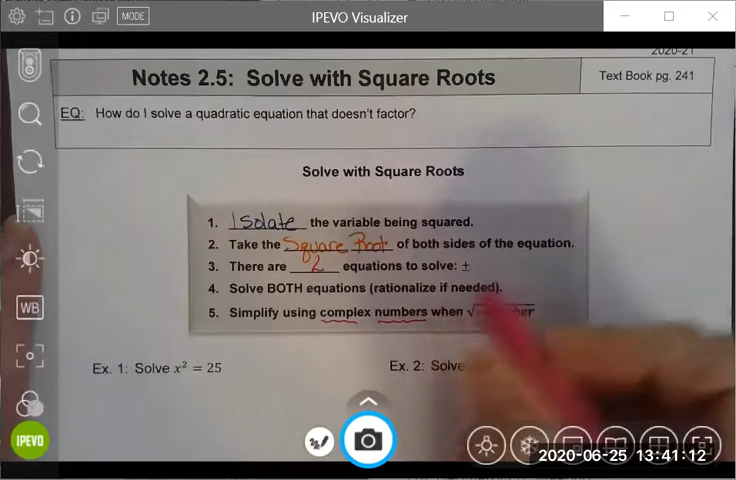 MODE
IPEVO Visualizer
2020-21
Notes 2.5: Solve with Square Roots
Text Book pg. 241
EQ: How do I solve a quadratic equation that doesn't factor?
Solve with Square Roots
1. Isolate the variable being squared.
2. Take the Square Root of both sides of the equation.
3. There are 2 equations to solve: ±
4. Solve BOTH equations (rationalize if needed).
5. Simplify using complex numbers when √
Ex. 1: Solve x² = 25
Ex. 2: Solve
WB
IPEVO
2020-06-25 13:41:12